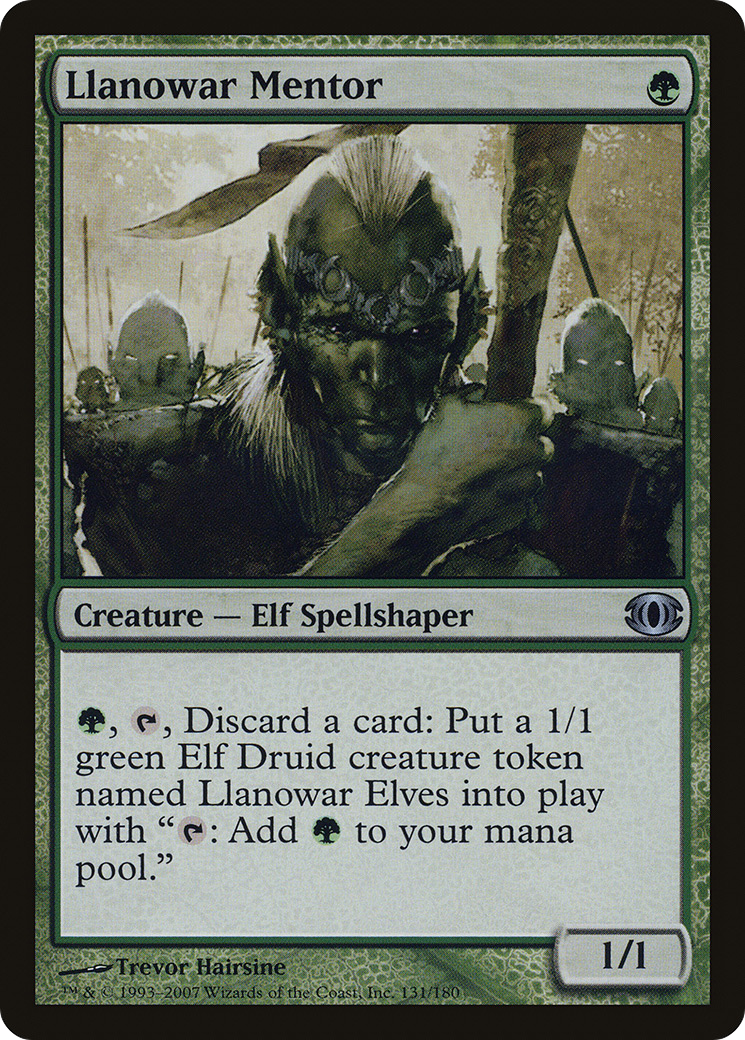 Llanowar Mentor
Creature — Elf Spellshaper
, , Discard a card: Put a 1/1
green Elf Druid creature token
named Llanowar Elves into play
with “: Add to your mana
pool.”
1/1
Trevor Hairsine
™ & © 1993–2007 Wizards of the Coast, Inc. 131/180